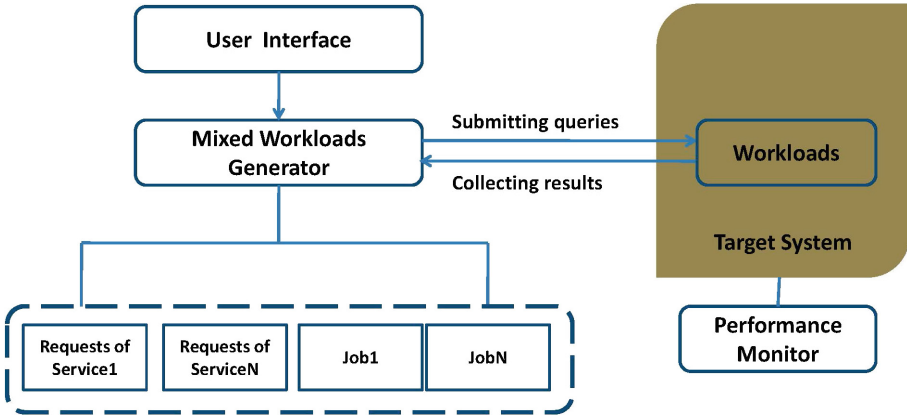 User Interface
Mixed Workloads
Generator
Submitting queries
Collecting results
Workloads
Target System
Performance
Monitor
Requests of
Service1
Requests of
ServiceN
Job1
JobN